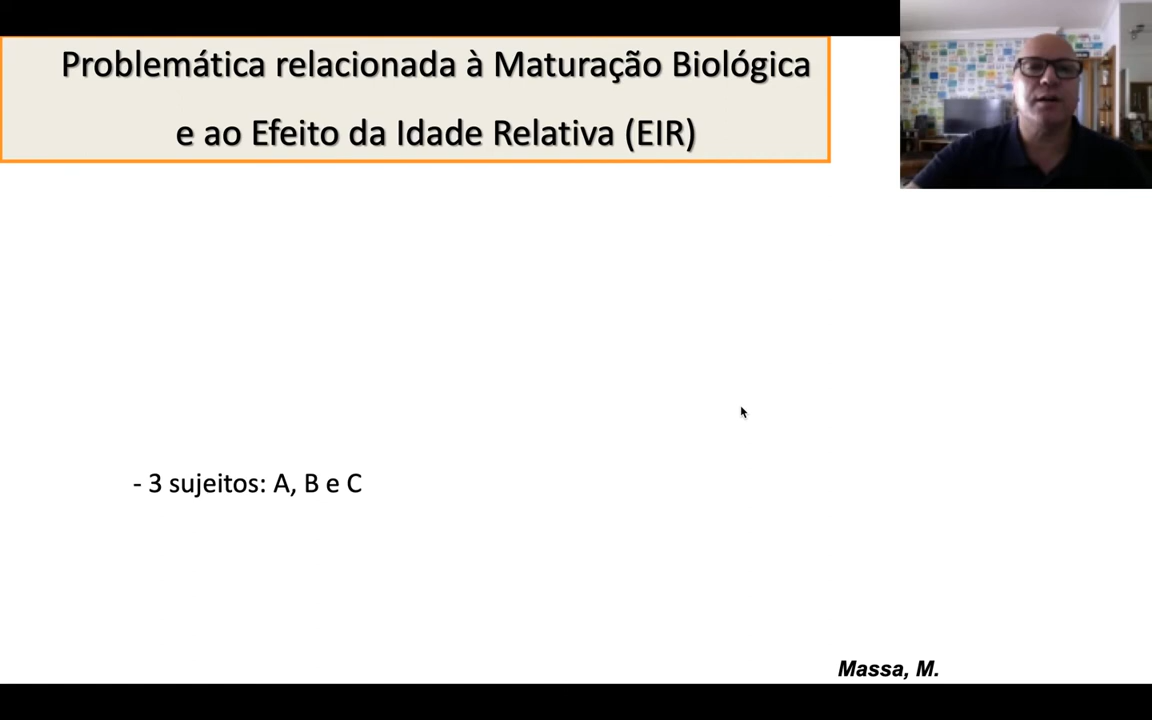 Problemática relacionada à Maturação Biológica
e ao Efeito da Idade Relativa (EIR)
- 3 sujeitos: A, B e C
Massa, M.